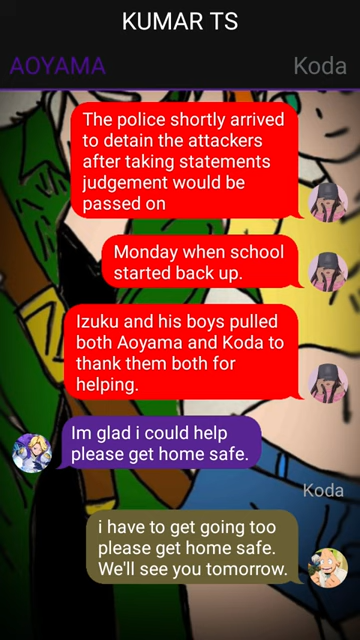 KUMAR TS
AOYAMA
Koda
The police shortly arrived
to detain the attackers
after taking statements
judgement would be
passed on
Monday when school
started back up.
Izuku and his boys pulled
both Aoyama and Koda to
thank them both for
helping.
Im glad i could help
please get home safe.
Koda
i have to get going too
please get home safe.
We'll see you tomorrow.